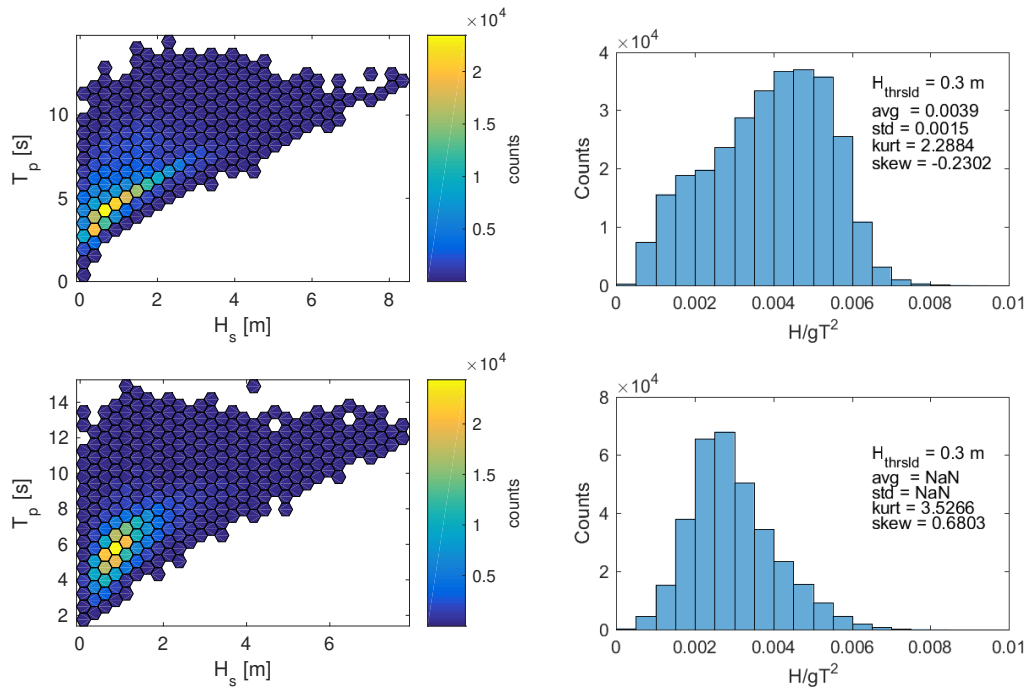 ×10^4
10
5
0
T_p [s]
0 2 4 6 8
H_s [m]
2
1.5
1
0.5
counts
×10^4
4
3
2
1
0
Counts
0 0.002 0.004 0.006 0.008 0.01
H/gT^2
H_thrsld = 0.3 m
avg = 0.0039
std = 0.0015
kurt = 2.2884
skew = -0.2302
×10^4
14
12
10
8
6
4
2
T_p [s]
0 2 4 6
H_s [m]
2
1.5
1
0.5
counts
×10^4
8
6
4
2
0
Counts
0 0.002 0.004 0.006 0.008 0.01
H/gT^2
H_thrsld = 0.3 m
avg = NaN
std = NaN
kurt = 3.5266
skew = 0.6803